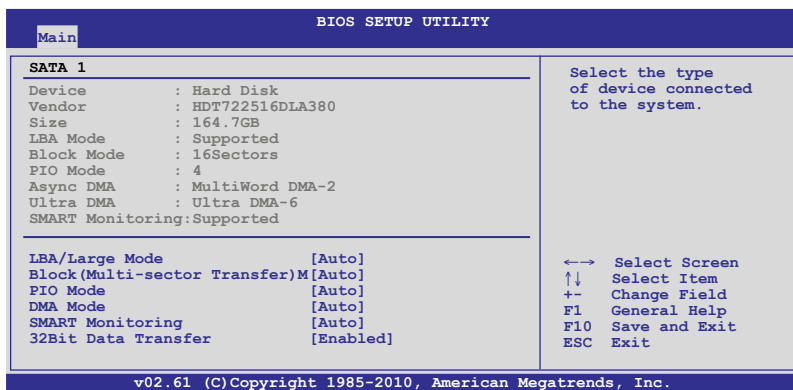 BIOS SETUP UTILITY
Main
SATA 1
Device : Hard Disk
Vendor : HDT722516DLA380
Size : 164.7GB
LBA Mode : Supported
Block Mode : 16Sectors
PIO Mode : 4
Async DMA : MultiWord DMA-2
Ultra DMA : Ultra DMA-6
SMART Monitoring:Supported
LBA/Large Mode [Auto]
Block(Multi-sector Transfer)M[Auto]
PIO Mode [Auto]
DMA Mode [Auto]
SMART Monitoring [Auto]
32Bit Data Transfer [Enabled]
Select the type
of device connected
to the system.
←→ Select Screen
↑↓ Select Item
+- Change Field
F1 General Help
F10 Save and Exit
ESC Exit
v02.61 (C)Copyright 1985-2010, American Megatrends, Inc.